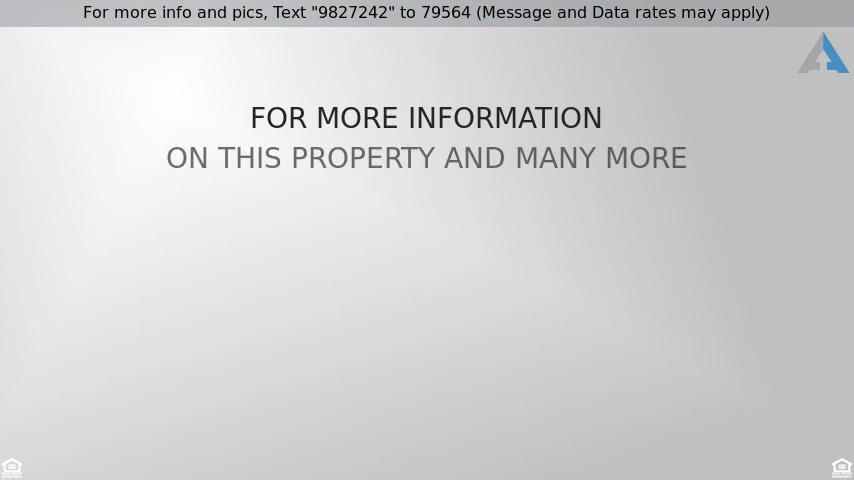 For more info and pics, Text "9827242" to 79564 (Message and Data rates may apply)
FOR MORE INFORMATION
ON THIS PROPERTY AND MANY MORE